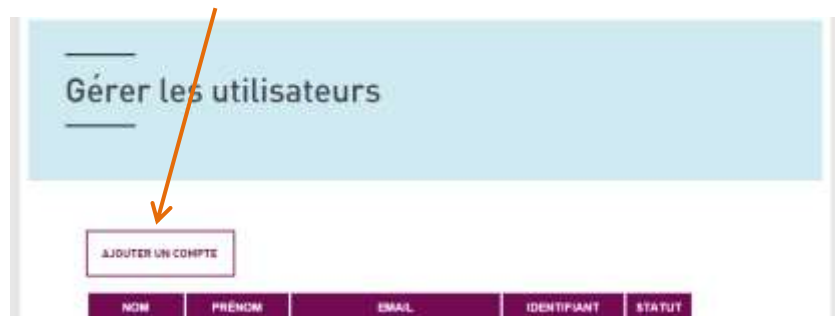 Gérer les utilisateurs
AJOUTER UN COMPTE
NOM PRÉNOM EMAIL IDENTIFIANT STATUT